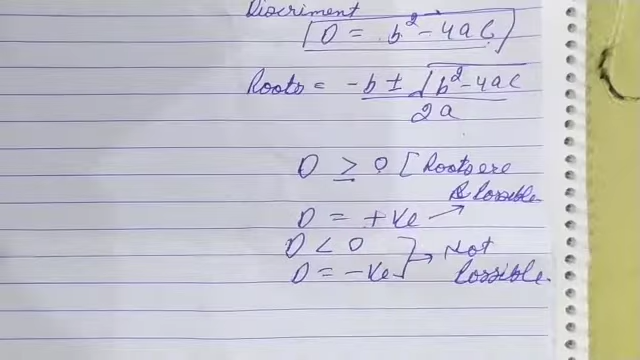 Discriment
D = b² - 4ac
Roots = -b ± √b²-4ac
2a
D ≥ 0 [Roots are
Possible
D = +Ve →
D < 0
D = -Ve } → Not
Possible.